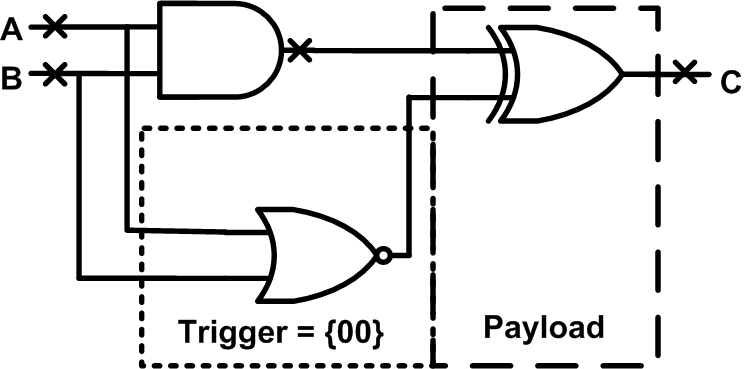 A
B
C
Trigger = {00}
Payload